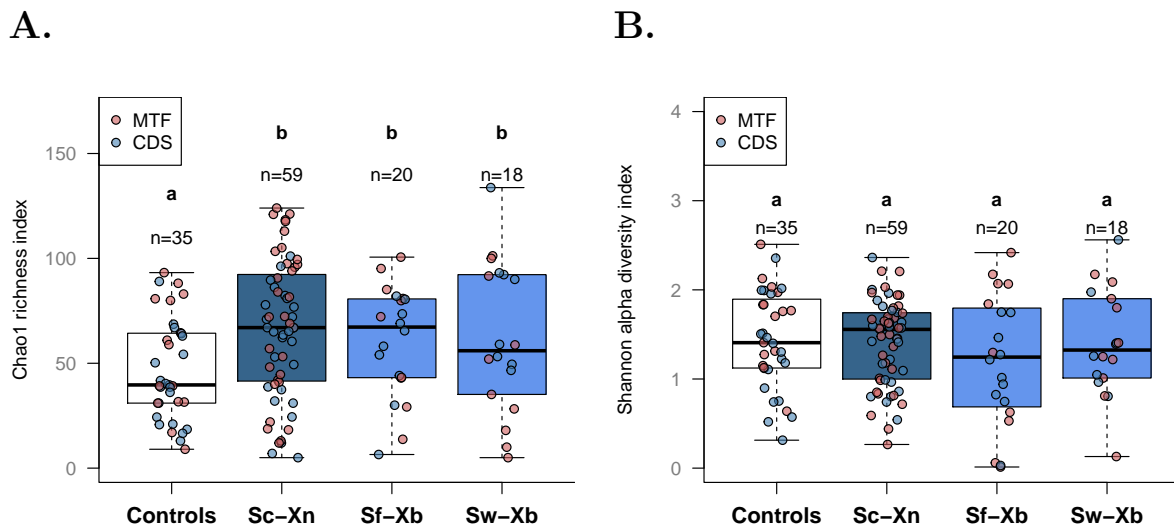 A.
MTF
CDS
Chao1 richness index
150
100
50
0
a
b
b
b
n=35
n=59
n=20
n=18
Controls
Sc−Xn
Sf−Xb
Sw−Xb
B.
MTF
CDS
Shannon alpha diversity index
4
3
2
1
0
a
a
a
a
n=35
n=59
n=20
n=18
Controls
Sc−Xn
Sf−Xb
Sw−Xb